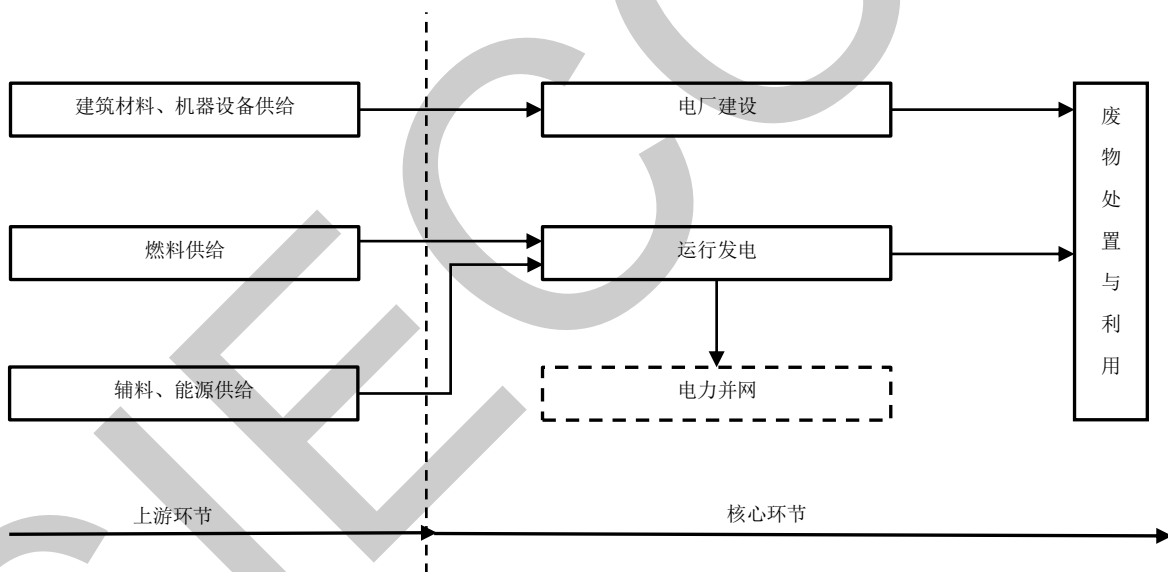 建筑材料、机器设备供给
电厂建设
废物处置与利用
燃料供给
运行发电
辅料、能源供给
电力并网
上游环节
核心环节